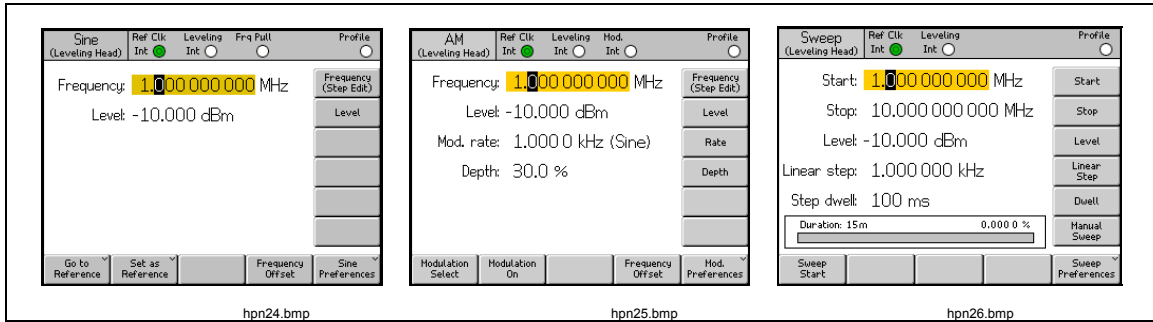 Sine
(Leveling Head)
Ref Clk Leveling Frq Pull
Int Int
Profile
Frequency: 1.000 000 000 MHz
Level: -10.000 dBm
Frequency
(Step Edit)
Level
Go to
Reference
Set as
Reference
Frequency
Offset
Sine
Preferences
hpn24.bmp
AM
(Leveling Head)
Ref Clk Leveling Mod.
Int Int Int
Profile
Frequency: 1.000 000 000 MHz
Level: -10.000 dBm
Mod. rate: 1.000 0 kHz (Sine)
Depth: 30.0 %
Frequency
(Step Edit)
Level
Rate
Depth
Modulation
Select
Modulation
On
Frequency
Offset
Mod.
Preferences
hpn25.bmp
Sweep
(Leveling Head)
Ref Clk Leveling
Int Int
Profile
Start: 1.000 000 000 MHz
Stop: 10.000 000 000 MHz
Level: -10.000 dBm
Linear step: 1.000 000 kHz
Step dwell: 100 ms
Duration: 15m 0.000 0 %
Start
Stop
Level
Linear
Step
Dwell
Manual
Sweep
Sweep
Start
Sweep
Preferences
hpn26.bmp